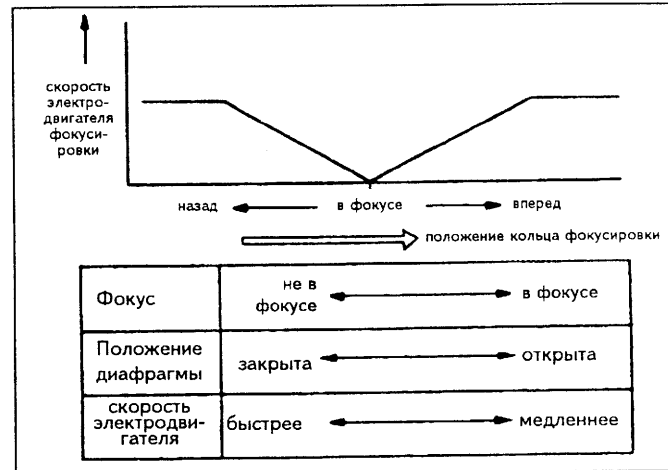 скорость
электро-
двигателя
фокуси-
ровки
назад в фокусе вперед
положение кольца фокусировки
Фокус
не в
фокусе
в фокусе
Положение
диафрагмы
закрыта
открыта
скорость
электродви-
гателя
быстрее
медленнее